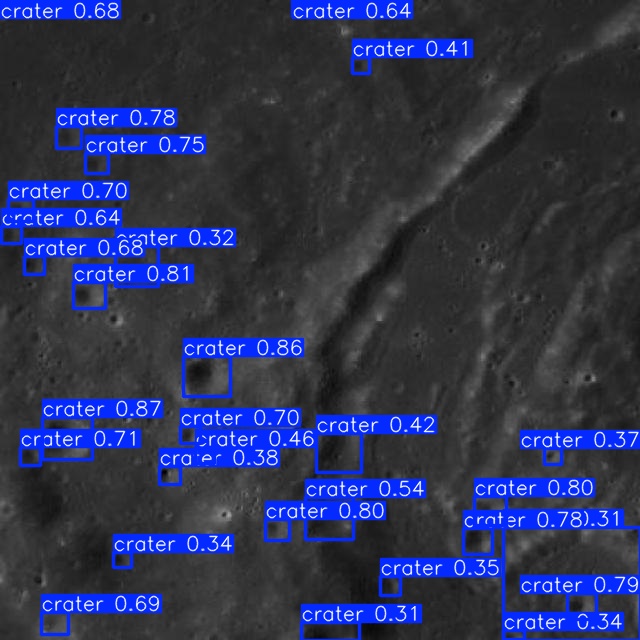 crater 0.68
crater 0.64
crater 0.41
crater 0.78
crater 0.75
crater 0.70
crater 0.64
crater 0.32
crater 0.68
crater 0.81
crater 0.86
crater 0.87
crater 0.70
crater 0.42
crater 0.71
crater 0.46
crater 0.37
crater 0.38
crater 0.54
crater 0.80
crater 0.80
crater 0.78
.31
crater 0.34
crater 0.35
crater 0.79
crater 0.69
crater 0.31
crater 0.34